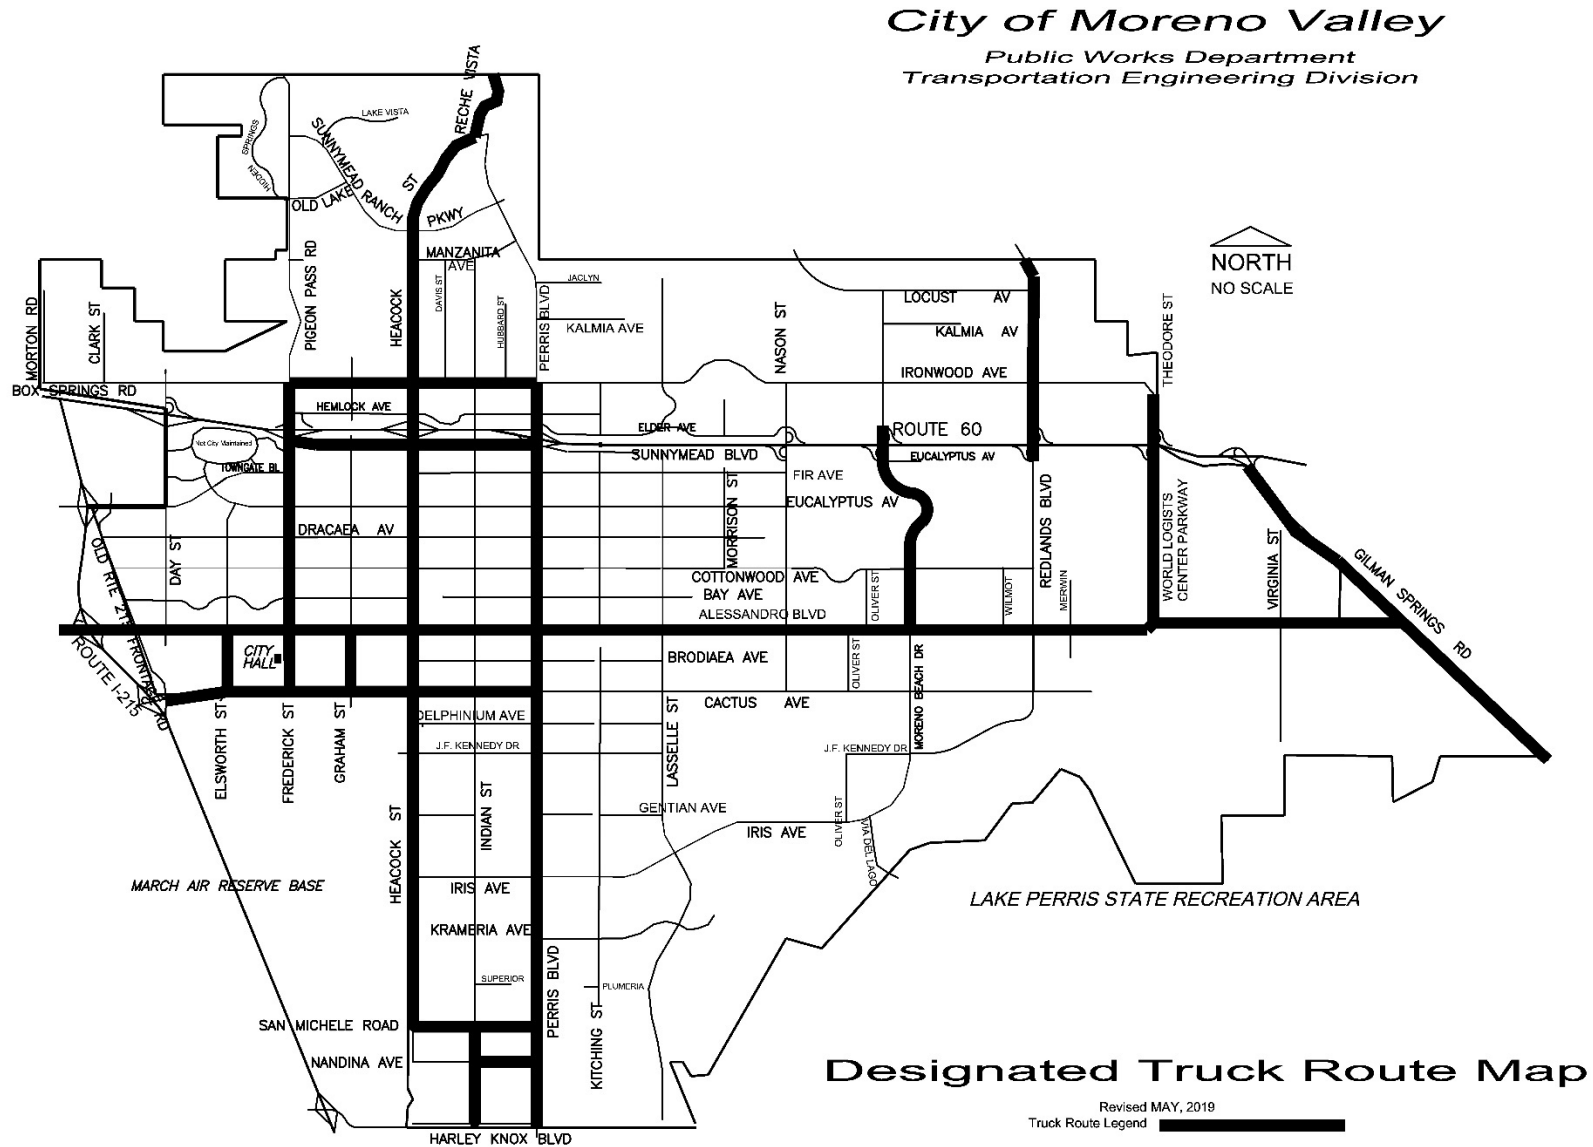 City of Moreno Valley
Public Works Department
Transportation Engineering Division
RECHE VISTA
LAKE VISTA
SUNNYMEAD RANCH
PKWY
HIDDEN
SPRINGS
OLD LAKE
ST
MANZANITA
AVE
NORTH
NO SCALE
MORTON RD
CLARK ST
PIGEON PASS RD
HEACOCK
DAVIS ST
HUBBARD ST
PERRIS BLVD
JACLYN
KALMIA AVE
NASON ST
LOCUST AV
KALMIA AV
IRONWOOD AVE
THEODORE ST
BOX SPRINGS RD
HEMLOCK AVE
Not City Maintained
TOWNGATE BL
ELDER AVE
SUNNYMEAD BLVD
ROUTE 60
EUCALYPTUS AV
FIR AVE
EUCALYPTUS AV
MORRISON ST
REDLANDS BLVD
WORLD LOGISTS
CENTER PARKWAY
VIRGINIA ST
GILMAN SPRINGS RD
DRACAEA AV
DAY ST
OLD RTE 215 FRONTAGE RD
COTTONWOOD AVE
BAY AVE
ALESSANDRO BLVD
OLIVER ST
WILMOT
MERWIN
ROUTE I-215
CITY
HALL
BRODIAEA AVE
OLIVER ST
MORENO BEACH DR
CACTUS AVE
ELSWORTH ST
FREDERICK ST
GRAHAM ST
DELPHINIUM AVE
J.F. KENNEDY DR
LASSELLE ST
J.F. KENNEDY DR
HEACOCK ST
INDIAN ST
GENTIAN AVE
IRIS AVE
OLIVER ST
VIA DEL LAGO
MARCH AIR RESERVE BASE
IRIS AVE
LAKE PERRIS STATE RECREATION AREA
KRAMERIA AVE
SUPERIOR
PERRIS BLVD
PLUMERIA
KITCHING ST
SAN MICHELE ROAD
NANDINA AVE
HARLEY KNOX BLVD
Designated Truck Route Map
Revised MAY, 2019
Truck Route Legend